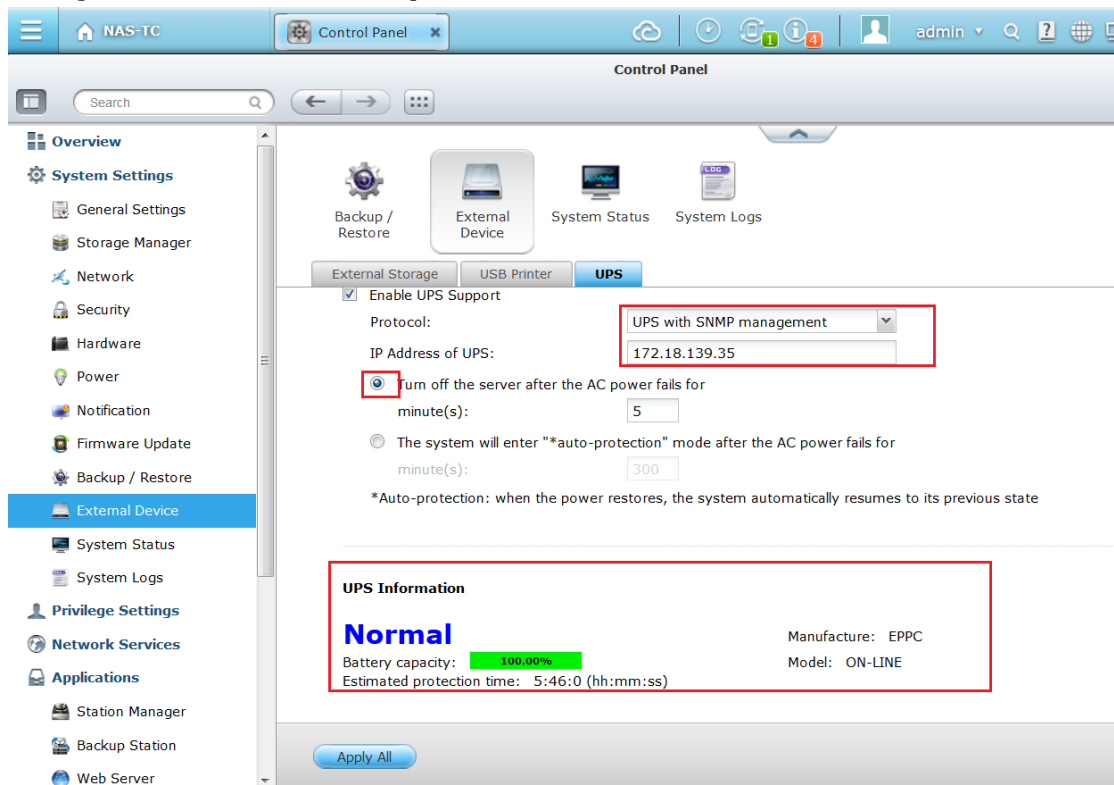 NAS-TC
Control Panel
1
4
admin
?
Control Panel
Search
Overview
System Settings
General Settings
Storage Manager
Network
Security
Hardware
Power
Notification
Firmware Update
Backup / Restore
External Device
System Status
System Logs
Privilege Settings
Network Services
Applications
Station Manager
Backup Station
Web Server
Backup /
Restore
External
Device
System Status
LOG
System Logs
External Storage
USB Printer
UPS
Enable UPS Support
Protocol: UPS with SNMP management
IP Address of UPS: 172.18.139.35
Turn off the server after the AC power fails for
minute(s): 5
The system will enter "*auto-protection" mode after the AC power fails for
minute(s): 300
*Auto-protection: when the power restores, the system automatically resumes to its previous state
UPS Information
Normal
Manufacture: EPPC
Battery capacity: 100.00%
Model: ON-LINE
Estimated protection time: 5:46:0 (hh:mm:ss)
Apply All